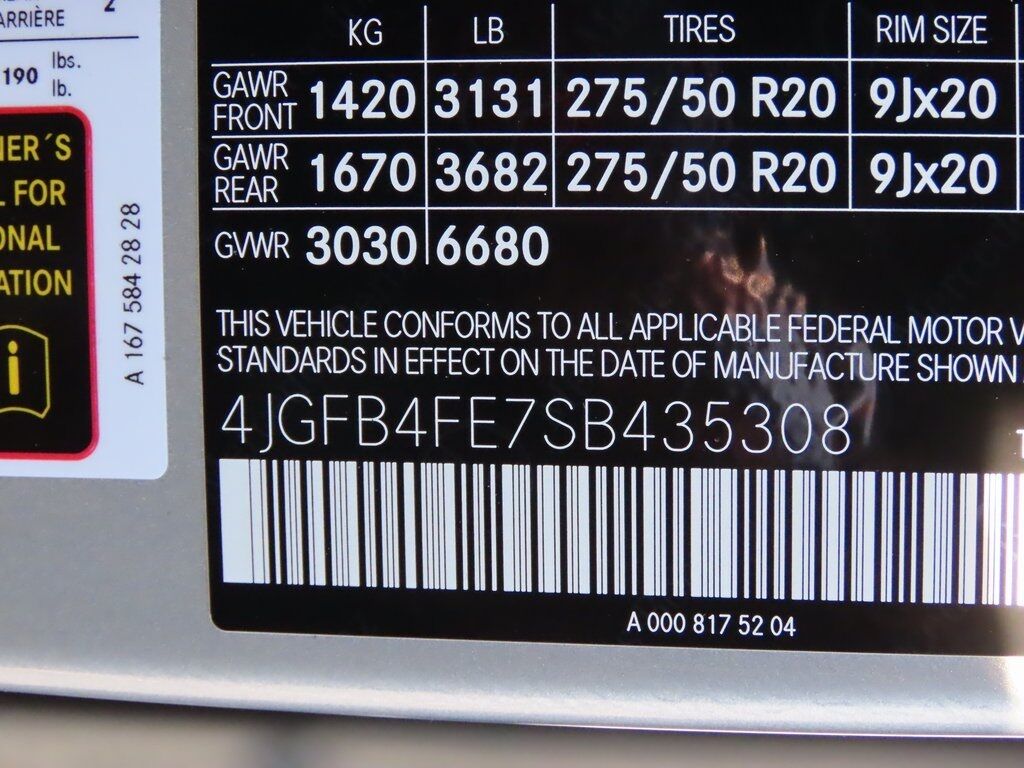 2
ARRIÈRE
190 lbs.
lb.
NER´S
L FOR
ONAL
ATION
i
A 167 584 28 28
KG LB TIRES RIM SIZE
GAWR FRONT 1420 3131 275/50 R20 9Jx20
GAWR REAR 1670 3682 275/50 R20 9Jx20
GVWR 3030 6680
THIS VEHICLE CONFORMS TO ALL APPLICABLE FEDERAL MOTOR V
STANDARDS IN EFFECT ON THE DATE OF MANUFACTURE SHOWN
4JGFB4FE7SB435308
A 000 817 52 04